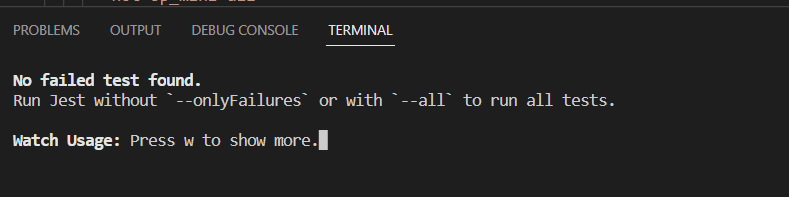 PROBLEMS OUTPUT DEBUG CONSOLE TERMINAL
No failed test found.
Run Jest without `--onlyFailures` or with `--all` to run all tests.
Watch Usage: Press w to show more.